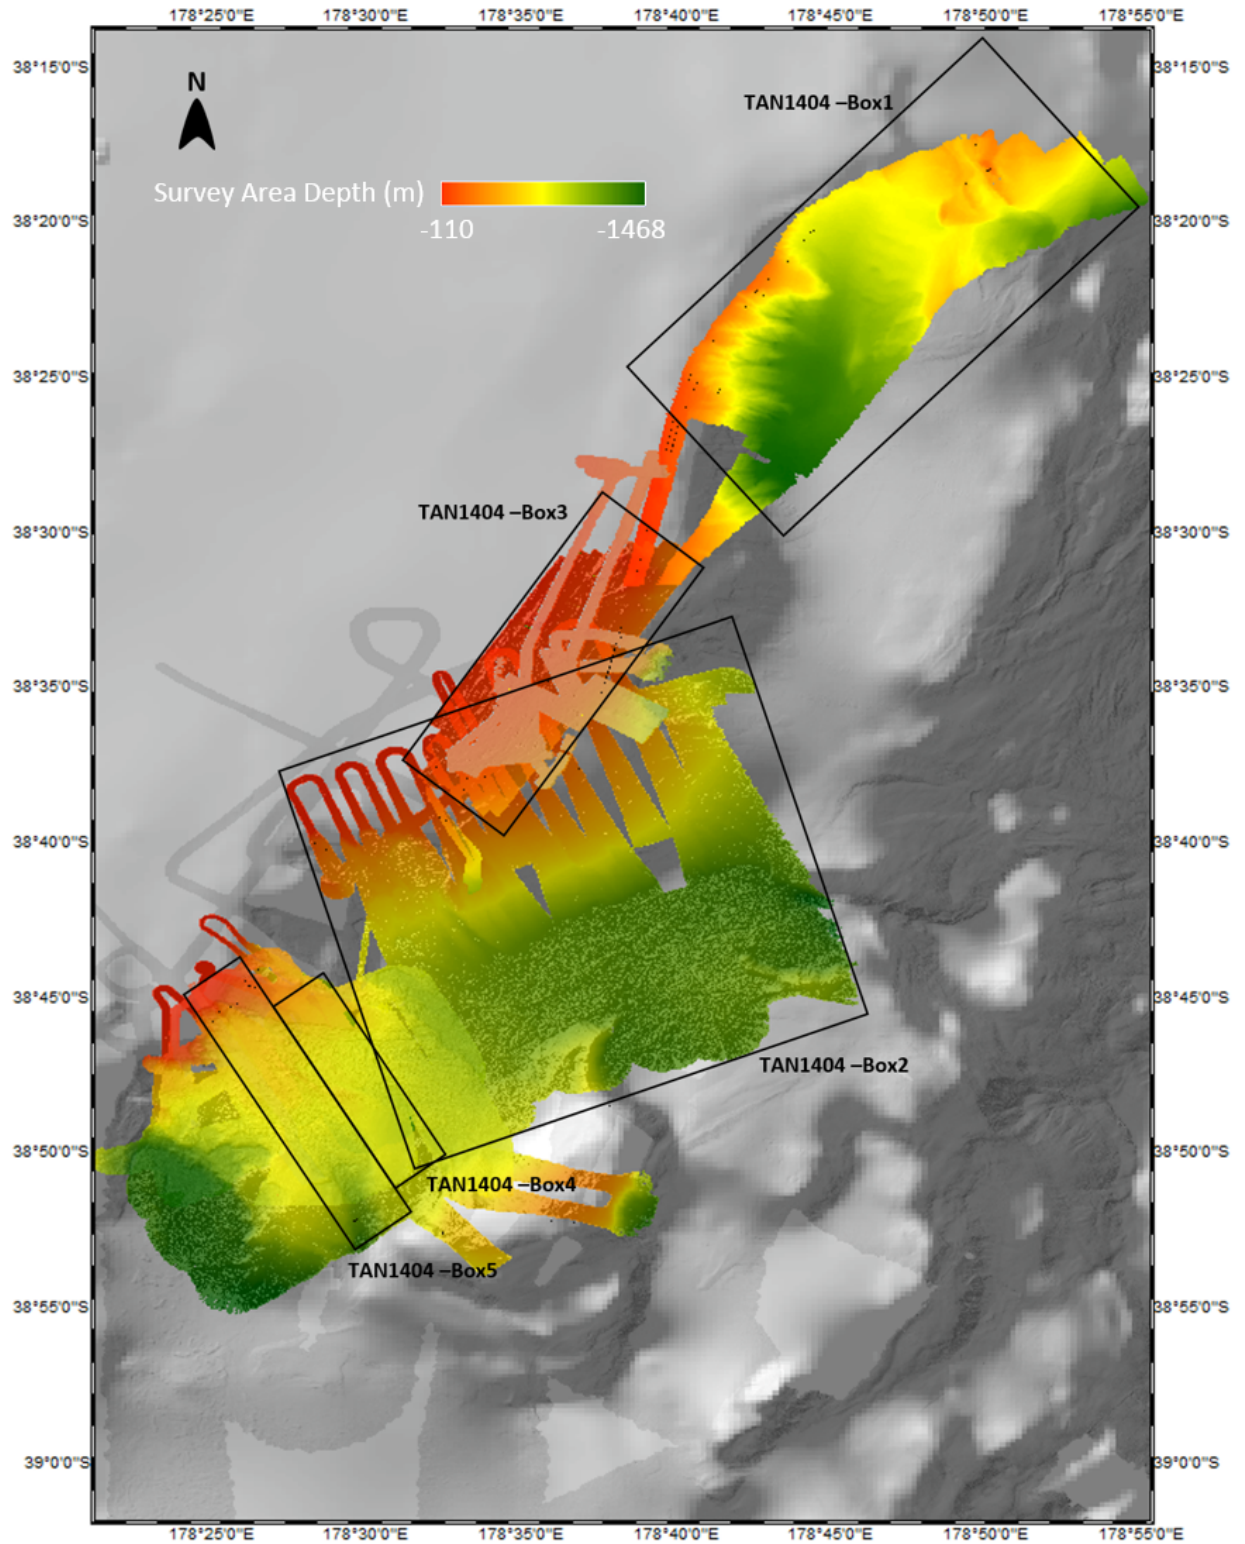 178°25'0"E 178°30'0"E 178°35'0"E 178°40'0"E 178°45'0"E 178°50'0"E 178°55'0"E
38°15'0"S 38°15'0"S
N
TAN1404 –Box1
Survey Area Depth (m)
-110 -1468
38°20'0"S 38°20'0"S
38°25'0"S 38°25'0"S
TAN1404 –Box3
38°30'0"S 38°30'0"S
38°35'0"S 38°35'0"S
38°40'0"S 38°40'0"S
38°45'0"S 38°45'0"S
TAN1404 –Box2
38°50'0"S 38°50'0"S
TAN1404 –Box4
TAN1404 –Box5
38°55'0"S 38°55'0"S
39°0'0"S 39°0'0"S
178°25'0"E 178°30'0"E 178°35'0"E 178°40'0"E 178°45'0"E 178°50'0"E 178°55'0"E